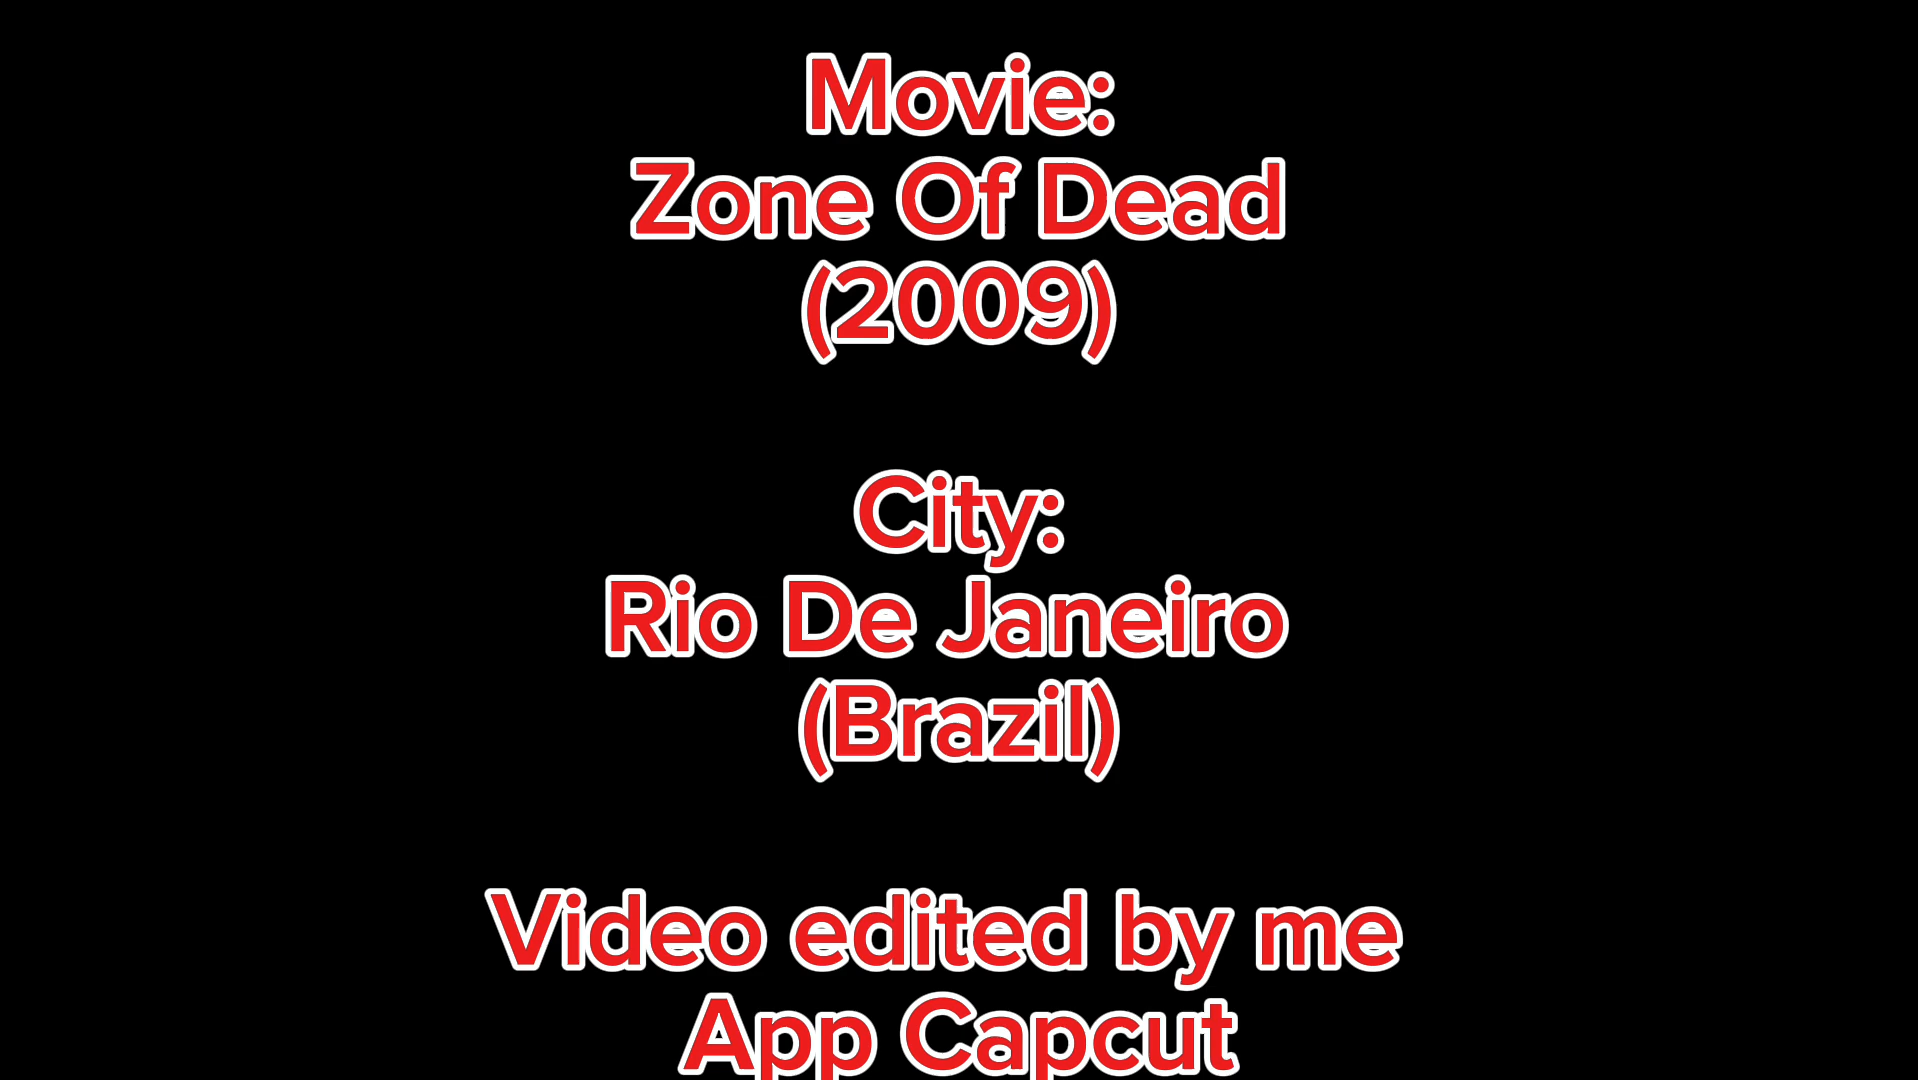 Movie:
Zone Of Dead
(2009)
City:
Rio De Janeiro
(Brazil)
Video edited by me
App Capcut